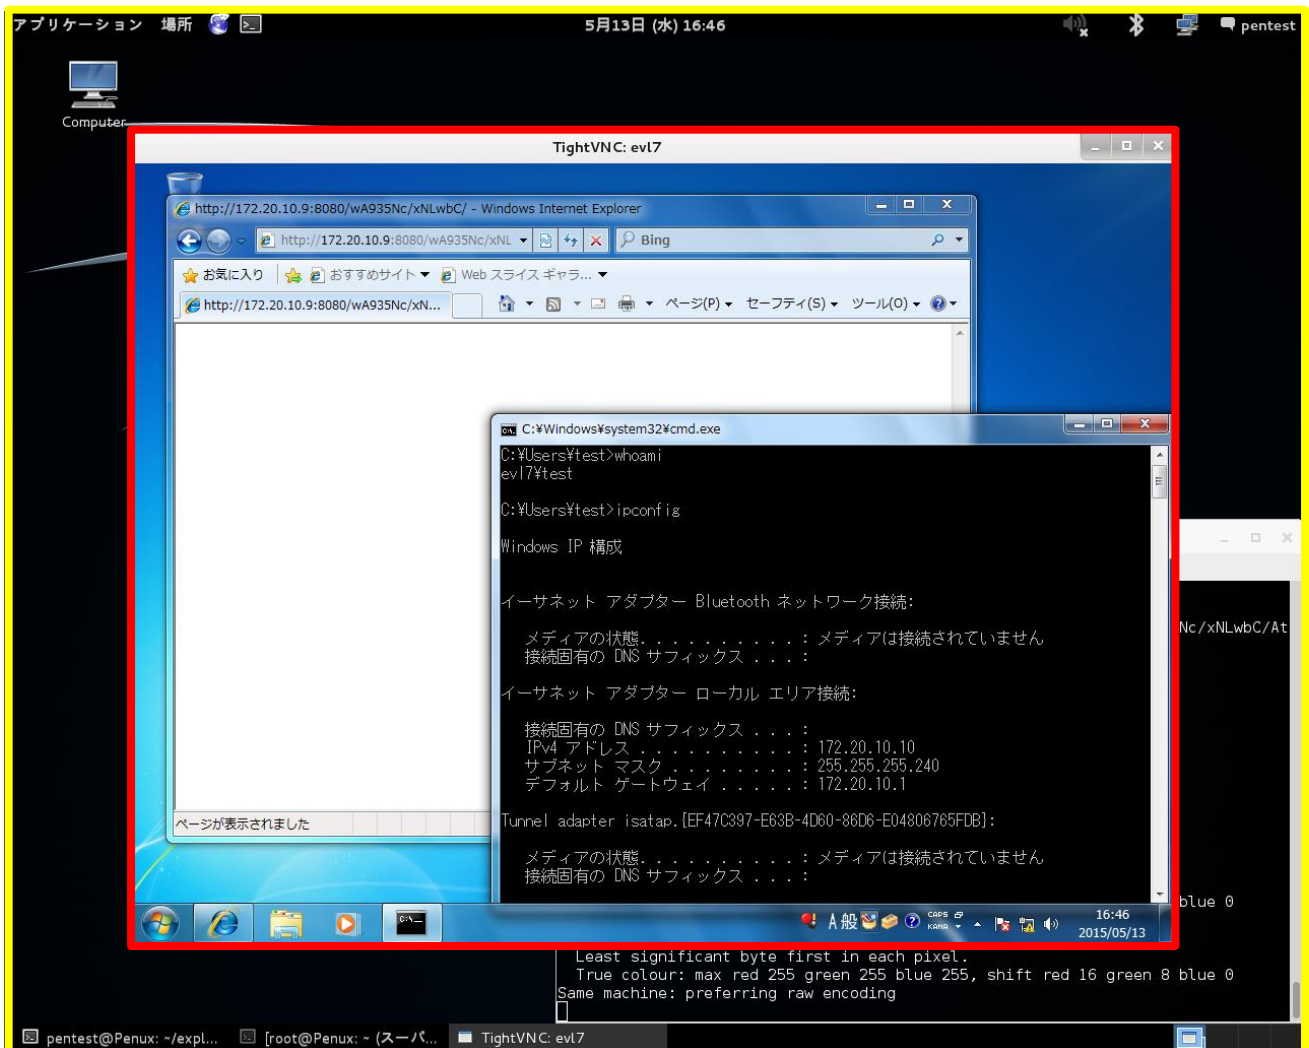 アプリケーション 場所 5月13日 (水) 16:46 pentest
Computer
TightVNC: evl7
http://172.20.10.9:8080/wA935Nc/xNLwbC/ - Windows Internet Explorer
http://172.20.10.9:8080/wA935Nc/xNL Bing
お気に入り おすすめサイト Web スライス ギャラ...
http://172.20.10.9:8080/wA935Nc/xN... ページ(P) セーフティ(S) ツール(O)
C:¥Windows¥system32¥cmd.exe
C:¥Users¥test>whoami
evl7¥test
C:¥Users¥test>ipconfig
Windows IP 構成
イーサネット アダプター Bluetooth ネットワーク接続:
メディアの状態. . . . . . . . . . . : メディアは接続されていません
接続固有の DNS サフィックス . . . :
イーサネット アダプター ローカル エリア接続:
接続固有の DNS サフィックス . . . :
IPv4 アドレス . . . . . . . . . . . : 172.20.10.10
サブネット マスク . . . . . . . . : 255.255.255.240
デフォルト ゲートウェイ . . . . . : 172.20.10.1
Tunnel adapter isatap.{EF47C397-E63B-4D60-86D6-E04806765FDB}:
メディアの状態. . . . . . . . . . . : メディアは接続されていません
接続固有の DNS サフィックス . . . :
ページが表示されました
Nc/xNLwbC/At
blue 0
A 般 CAPS KANA 16:46
2015/05/13
Least significant byte first in each pixel.
True colour: max red 255 green 255 blue 255, shift red 16 green 8 blue 0
Same machine: preferring raw encoding
pentest@Penux: ~/expl... [root@Penux: ~ (スーパ... TightVNC: evl7